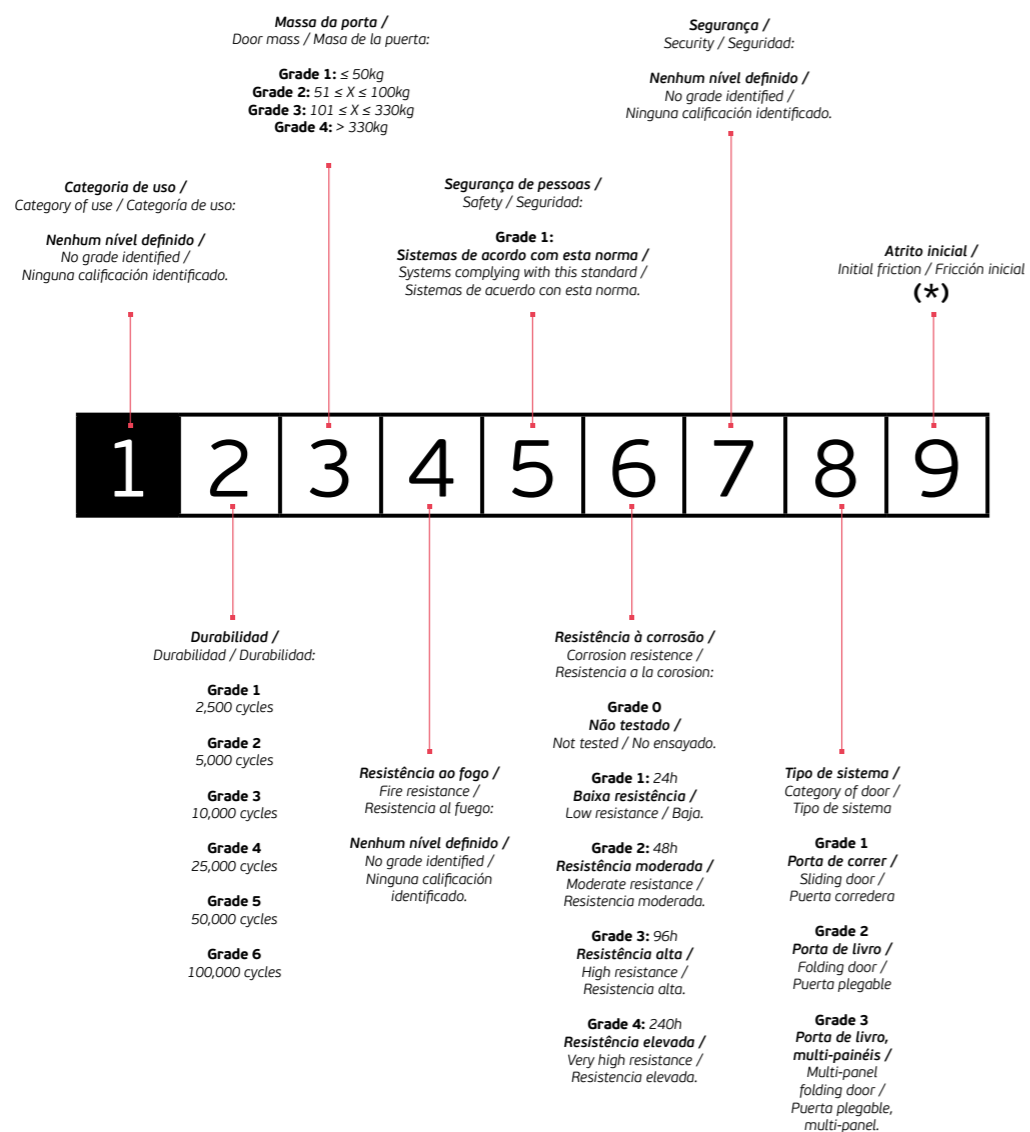 Massa da porta /
Door mass / Masa de la puerta:
Grade 1: ≤ 50kg
Grade 2: 51 ≤ X ≤ 100kg
Grade 3: 101 ≤ X ≤ 330kg
Grade 4: > 330kg
Segurança /
Security / Seguridad:
Nenhum nível definido /
No grade identified /
Ninguna calificación identificado.
Categoria de uso /
Category of use / Categoría de uso:
Nenhum nível definido /
No grade identified /
Ninguna calificación identificado.
Segurança de pessoas /
Safety / Seguridad:
Grade 1:
Sistemas de acordo com esta norma /
Systems complying with this standard /
Sistemas de acuerdo con esta norma.
Atrito inicial /
Initial friction / Fricción inicial
(*)
1 2 3 4 5 6 7 8 9
Durabilidad /
Durabilidad / Durabilidad:
Grade 1
2,500 cycles
Grade 2
5,000 cycles
Grade 3
10,000 cycles
Grade 4
25,000 cycles
Grade 5
50,000 cycles
Grade 6
100,000 cycles
Resistência ao fogo /
Fire resistance /
Resistencia al fuego:
Nenhum nível definido /
No grade identified /
Ninguna calificación
identificado.
Resistência à corrosão /
Corrosion resistence /
Resistencia a la corosion:
Grade 0
Não testado /
Not tested / No ensayado.
Grade 1: 24h
Baixa resistência /
Low resistance / Baja.
Grade 2: 48h
Resistência moderada /
Moderate resistance /
Resistencia moderada.
Grade 3: 96h
Resistência alta /
High resistance /
Resistencia alta.
Grade 4: 240h
Resistência elevada /
Very high resistance /
Resistencia elevada.
Tipo de sistema /
Category of door /
Tipo de sistema
Grade 1
Porta de correr /
Sliding door /
Puerta corredera
Grade 2
Porta de livro /
Folding door /
Puerta plegable
Grade 3
Porta de livro,
multi-painéis /
Multi-panel
folding door /
Puerta plegable,
multi-panel.